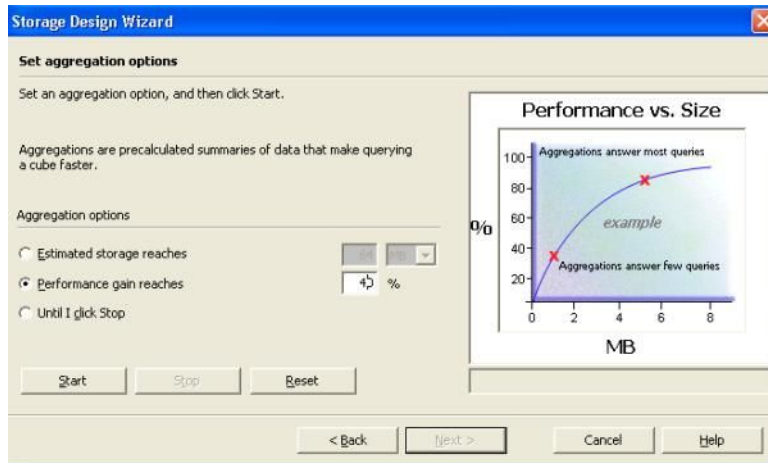 Storage Design Wizard
Set aggregation options
Set an aggregation option, and then click Start.
Aggregations are precalculated summaries of data that make querying
a cube faster.
Aggregation options
Estimated storage reaches
64 MB
Performance gain reaches
%
Until I click Stop
Start Stop Reset
Performance vs. Size
%
100
80
60
40
20
Aggregations answer most queries
example
Aggregations answer few queries
0 2 4 6 8
MB
< Back Next > Cancel Help